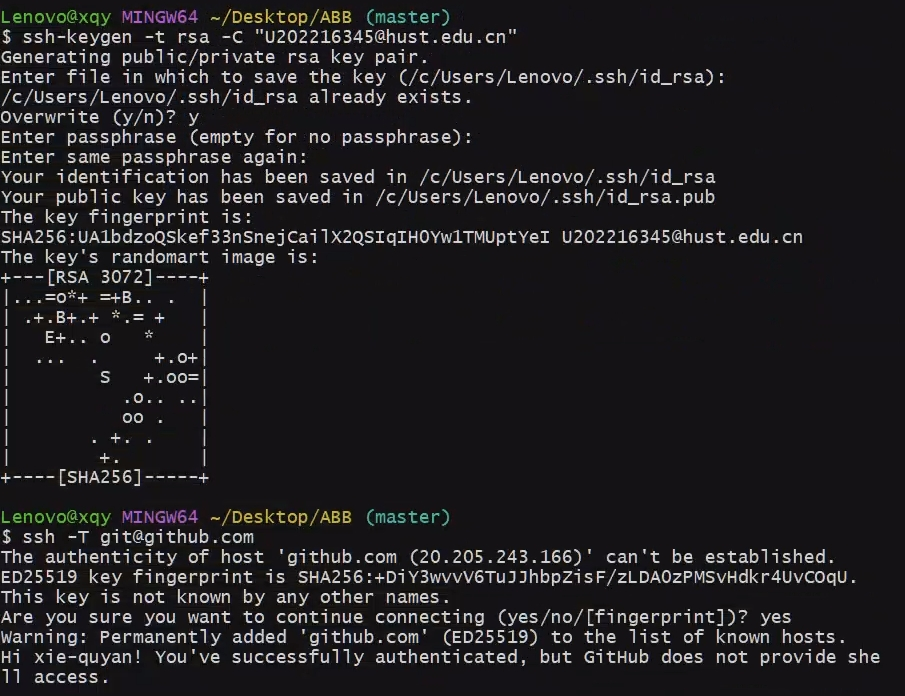 Lenovo@xqy MINGW64 ~/Desktop/ABB (master)
$ ssh-keygen -t rsa -C "U202216345@hust.edu.cn"
Generating public/private rsa key pair.
Enter file in which to save the key (/c/Users/Lenovo/.ssh/id_rsa):
/c/Users/Lenovo/.ssh/id_rsa already exists.
Overwrite (y/n)? y
Enter passphrase (empty for no passphrase):
Enter same passphrase again:
Your identification has been saved in /c/Users/Lenovo/.ssh/id_rsa
Your public key has been saved in /c/Users/Lenovo/.ssh/id_rsa.pub
The key fingerprint is:
SHA256:UA1bdzoQSkef33nSnejCailX2QSIqIH0Yw1TMUptYeI U202216345@hust.edu.cn
The key's randomart image is:
+---[RSA 3072]----+
|...=o*+ =+B.. .  |
| .+.B+.+ *.= +   |
|   E+.. o   *    |
|  ...  .     +.o+|
|        S   +.oo=|
|          .o.. ..|
|          oo .   |
|       . +. .    |
|        +.       |
+----[SHA256]-----+
Lenovo@xqy MINGW64 ~/Desktop/ABB (master)
$ ssh -T git@github.com
The authenticity of host 'github.com (20.205.243.166)' can't be established.
ED25519 key fingerprint is SHA256:+DiY3wvvV6TuJJhbpZisF/zLDA0zPMSvHdkr4UvCOqU.
This key is not known by any other names.
Are you sure you want to continue connecting (yes/no/[fingerprint])? yes
Warning: Permanently added 'github.com' (ED25519) to the list of known hosts.
Hi xie-quyan! You've successfully authenticated, but GitHub does not provide she
ll access.